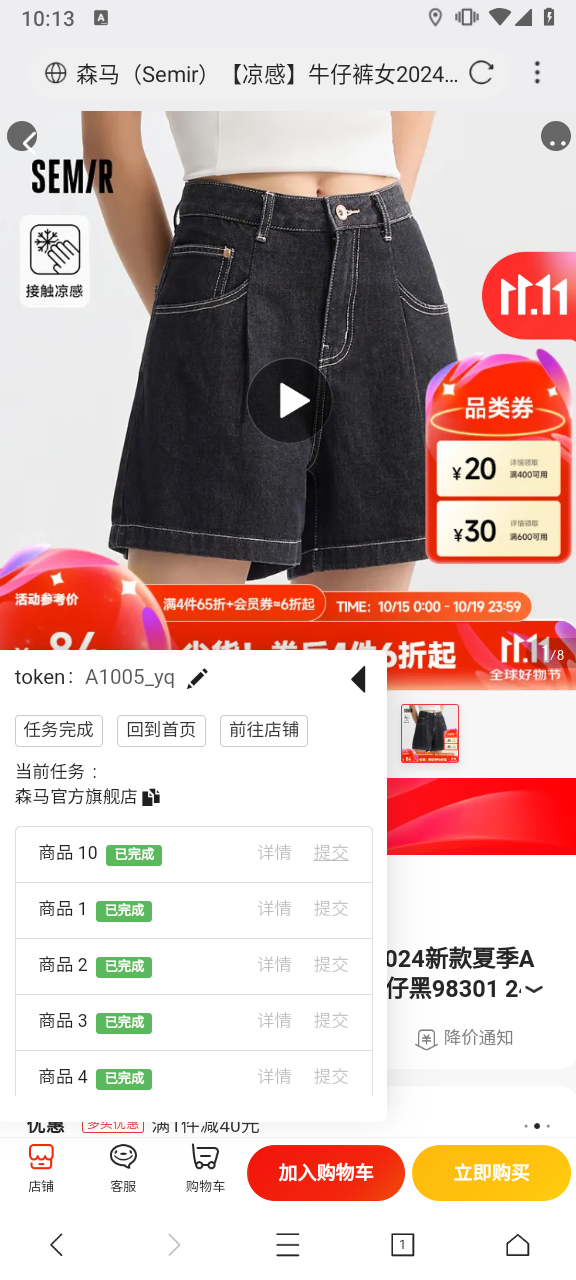 10:13
A
森马（Semir）【凉感】牛仔裤女2024...
SEMIR
接触凉感
11.11
品类券
¥20 详情领取 满400可用
¥30 详情领取 满600可用
活动参考价
满4件65折+会员券≈6折起
TIME：10/15 0:00 - 10/19 23:59
6折起
11.11
全球好物节
1/8
token： A1005_yq
任务完成
回到首页
前往店铺
当前任务：
森马官方旗舰店
商品 10 已完成 详情 提交
商品 1 已完成 详情 提交
商品 2 已完成 详情 提交
商品 3 已完成 详情 提交
商品 4 已完成 详情 提交
024新款夏季A
仔黑98301 24
降价通知
优惠 多买优惠 满1件减40元
店铺
客服
购物车
加入购物车
立即购买
1